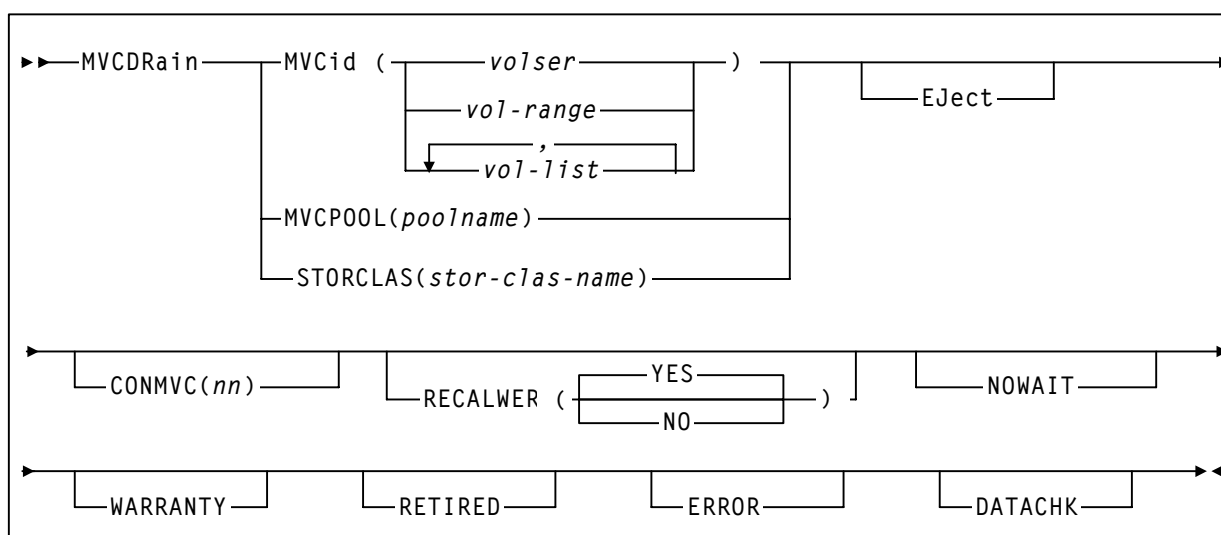 MVCDRain MVCid ( volser )
EJect
vol-range
,
vol-list
MVCPOOL(poolname)
STORCLAS(stor-clas-name)
CONMVC(nn)
RECALWER ( YES )
NO
NOWAIT
WARRANTY
RETIRED
ERROR
DATACHK